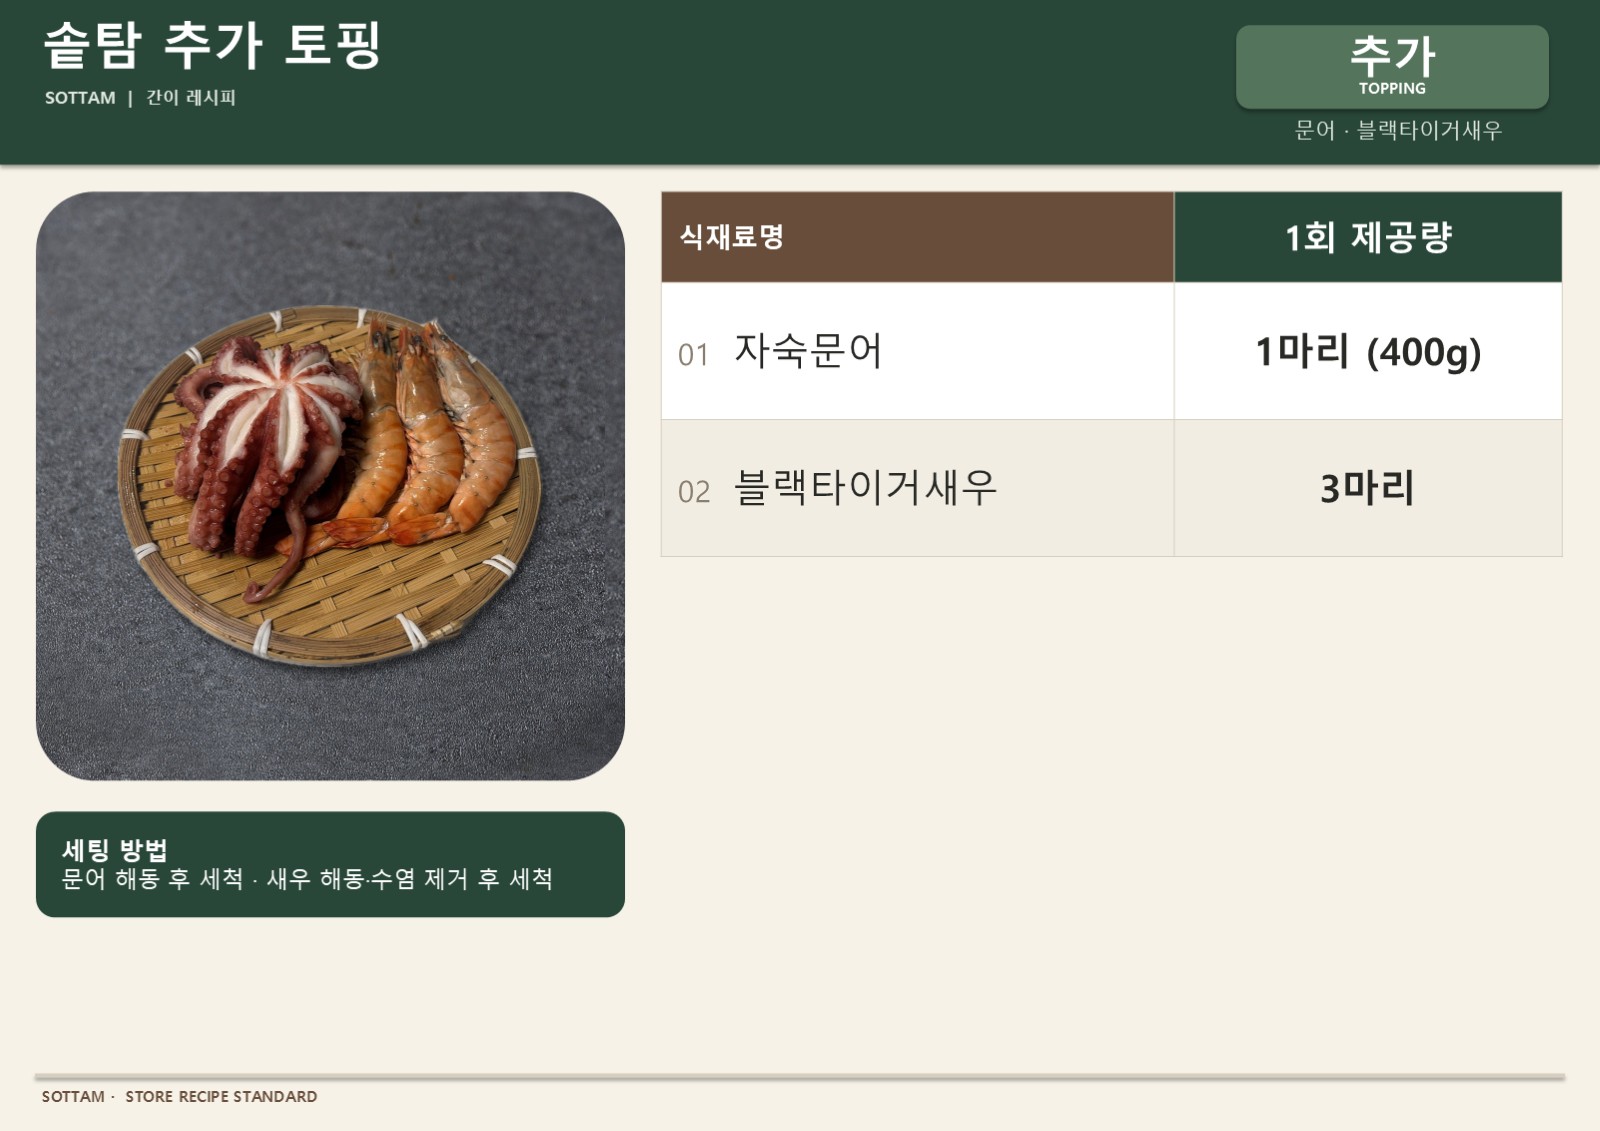 솥탐 추가 토핑
SOTTAM | 간이 레시피
추가
TOPPING
문어 · 블랙타이거새우
식재료명 1회 제공량
01 자숙문어 1마리 (400g)
02 블랙타이거새우 3마리
세팅 방법
문어 해동 후 세척 · 새우 해동·수염 제거 후 세척
SOTTAM · STORE RECIPE STANDARD